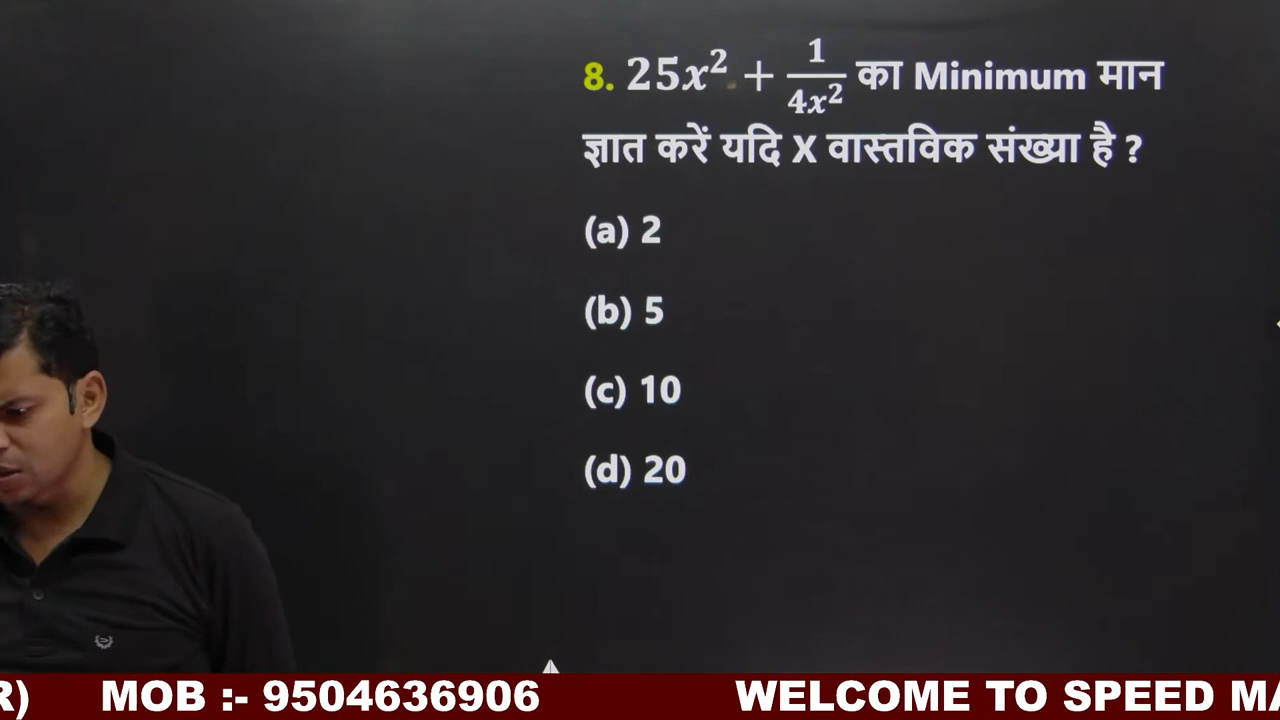 8. 25x² + 1/4x² का Minimum मान
ज्ञात करें यदि X वास्तविक संख्या है ?
(a) 2
(b) 5
(c) 10
(d) 20
R) MOB :- 9504636906 WELCOME TO SPEED MA